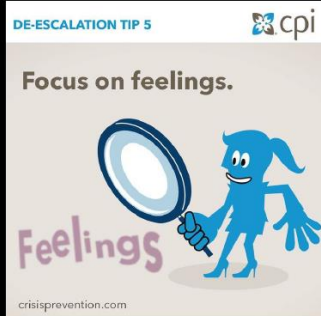 DE-ESCALATION TIP 5
cpi
Focus on feelings.
Feelings
crisisprevention.com